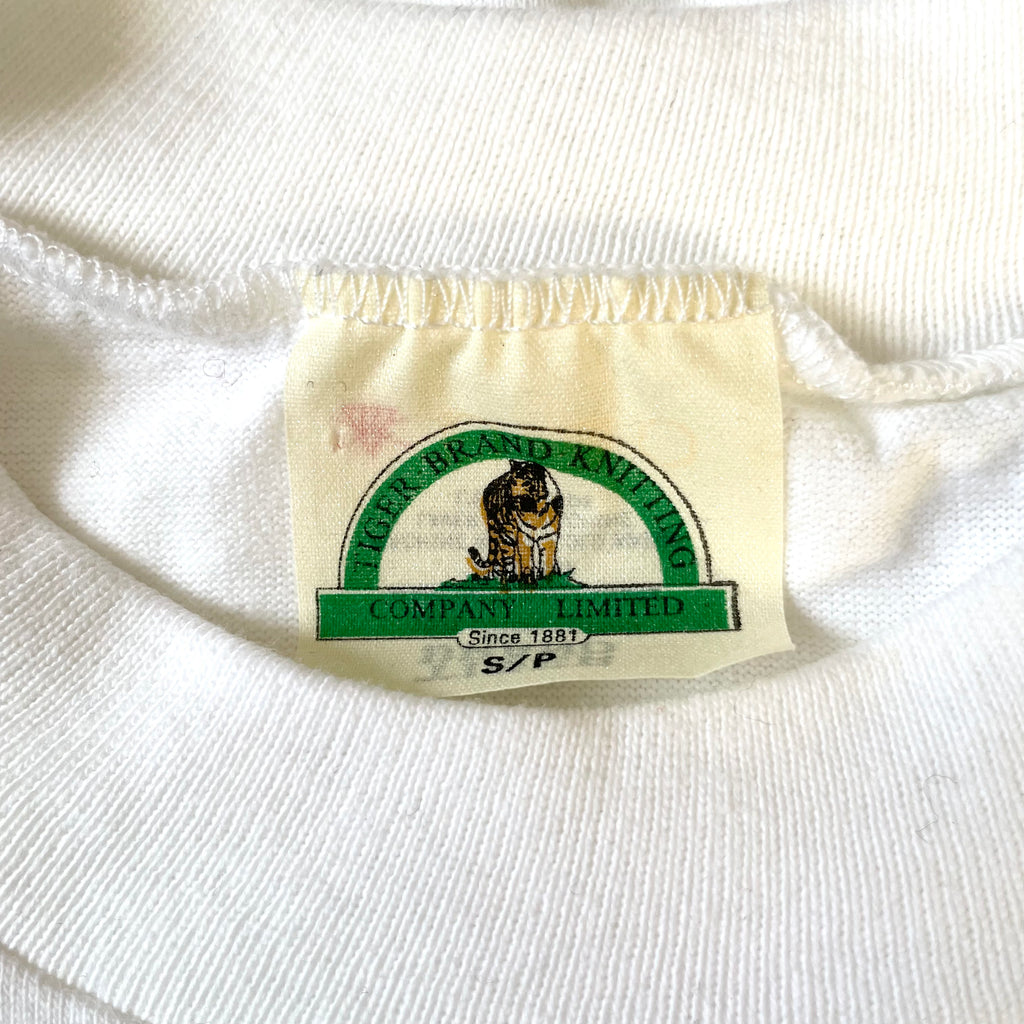 TIGER BRAND KNITTING
COMPANY LIMITED
Since 1881
S/P